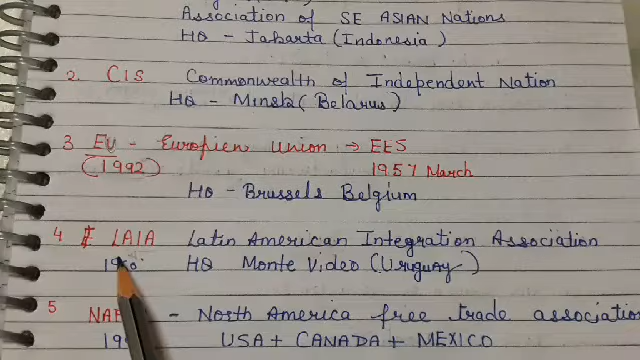 Association of SE ASIAN Nations
HQ - Jakarta (Indonesia)
2. CIS Commonwealth of Independent Nation
HQ - Minsk (Belarus)
3 EU - Europien Union → EES
(1992) 1957 March
HQ - Brussels Belgium
4 LAIA Latin American Integration Association
HQ Monte Video (Uruguay)
5 - North America free trade association
USA + CANADA + MEXICO